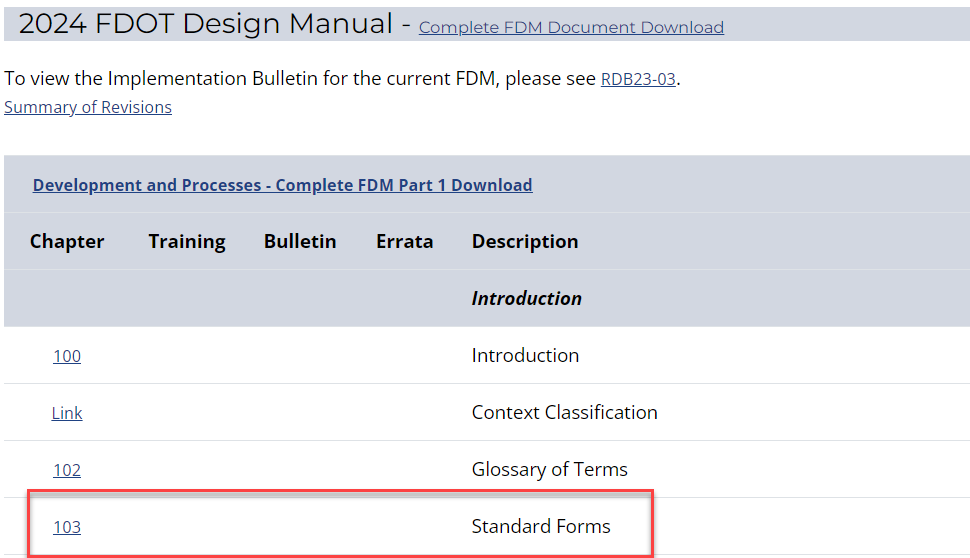 2024 FDOT Design Manual - Complete FDM Document Download
To view the Implementation Bulletin for the current FDM, please see RDB23-03.
Summary of Revisions
Development and Processes - Complete FDM Part 1 Download
Chapter Training Bulletin Errata Description
Introduction
100 Introduction
Link Context Classification
102 Glossary of Terms
103 Standard Forms